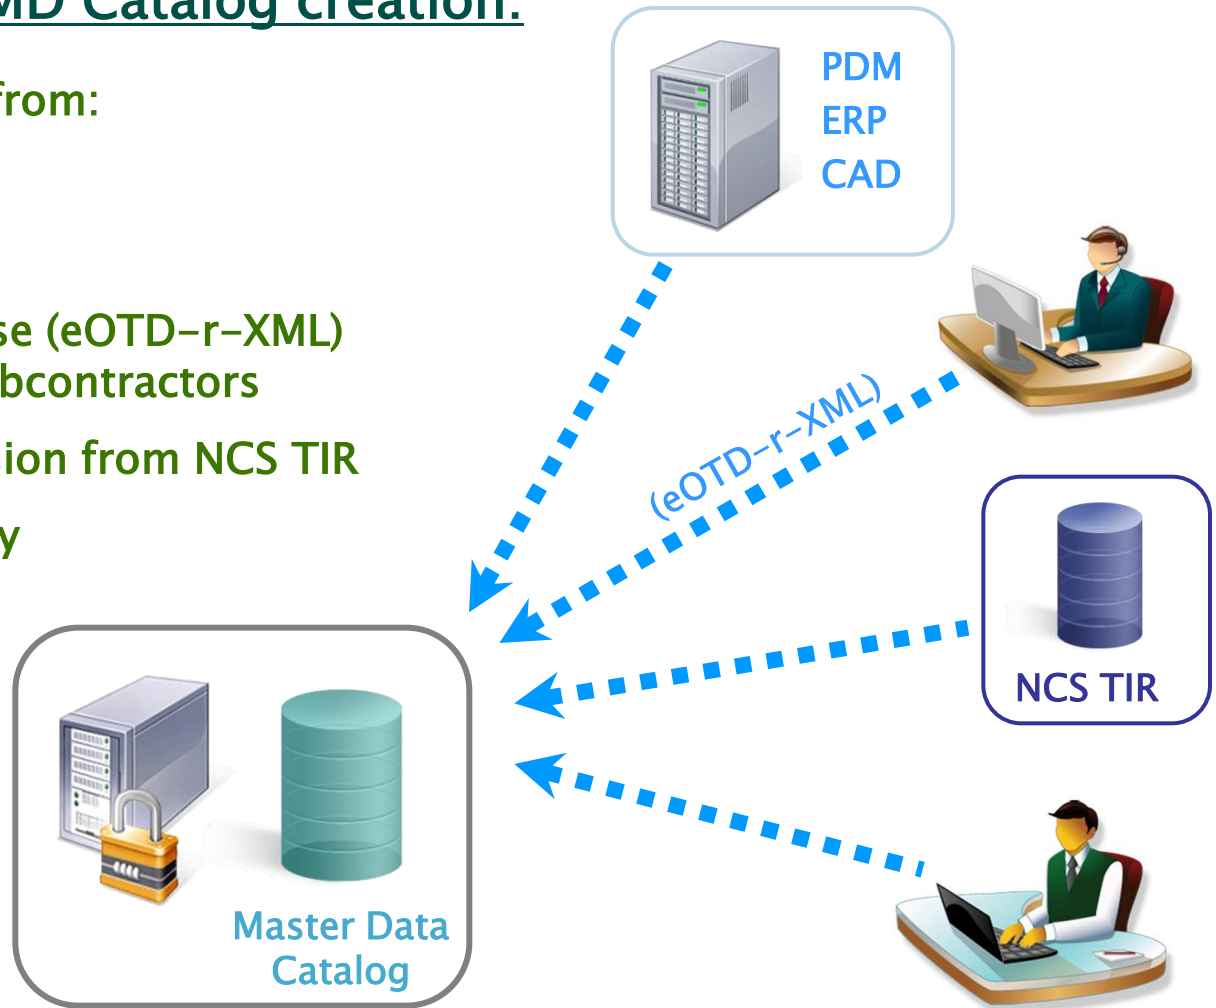 MD Catalog creation:
from:
se (eOTD-r-XML)
bcontractors
sion from NCS TIR
y
PDM
ERP
CAD
(eOTD-r-XML)
NCS TIR
Master Data
Catalog